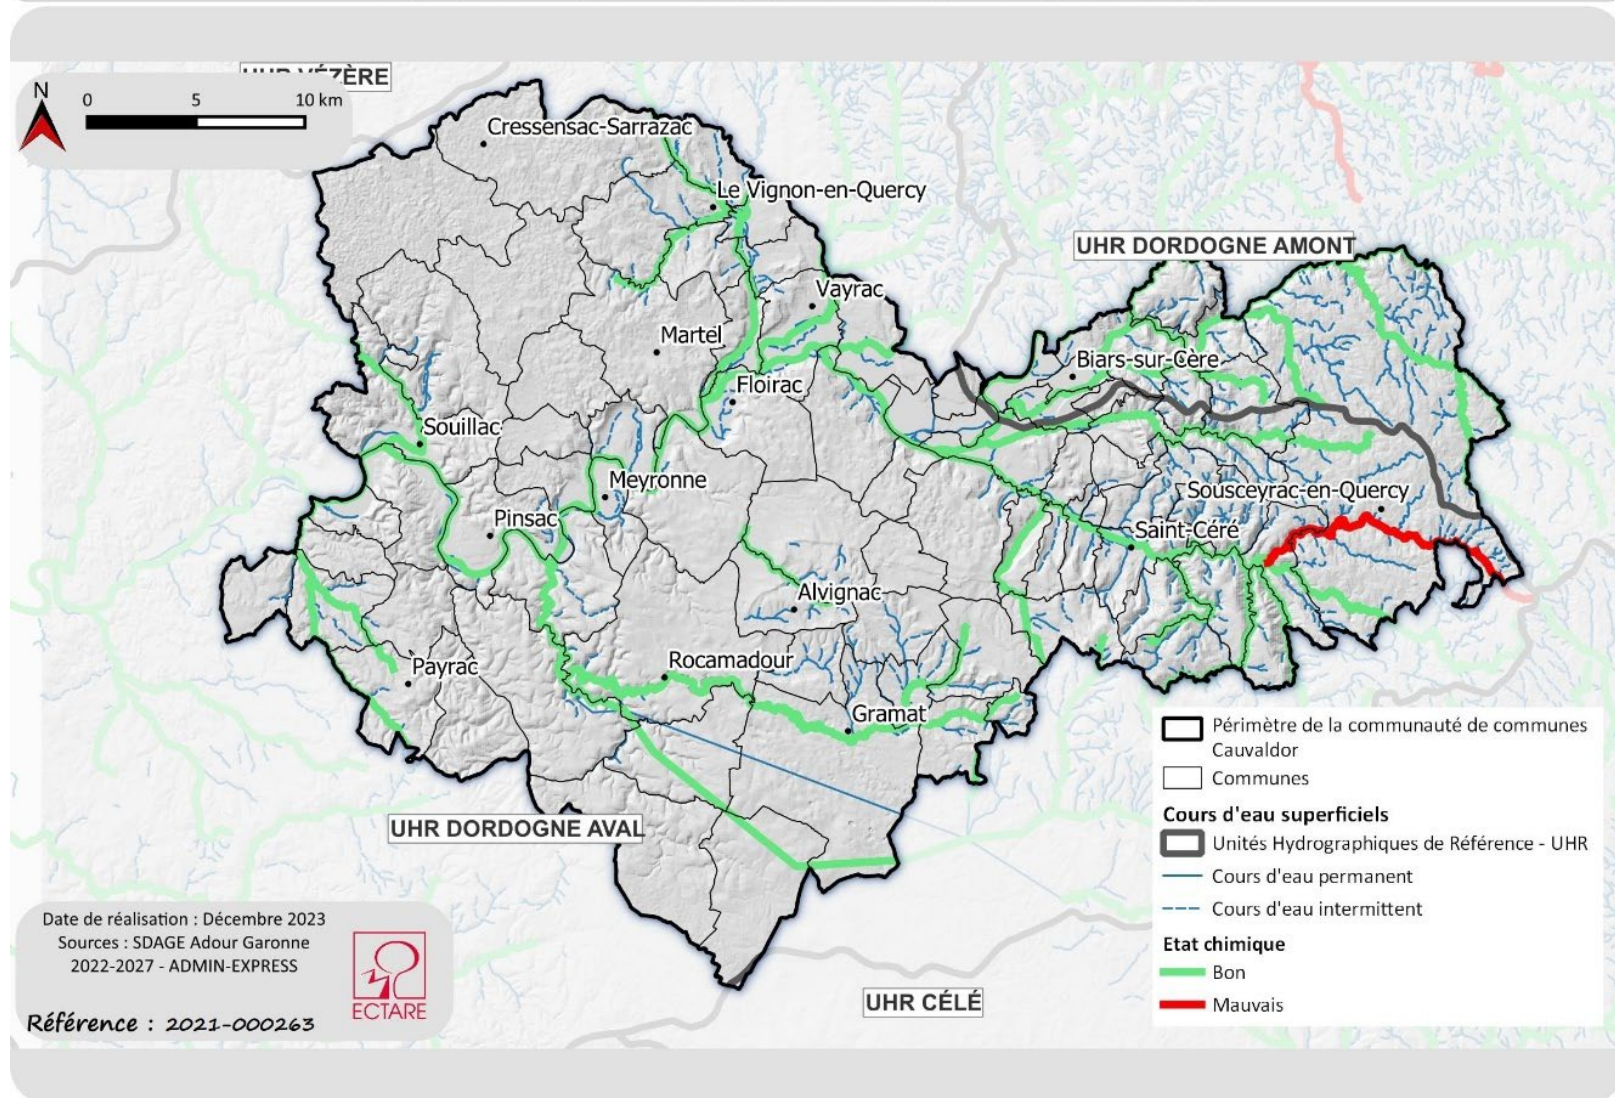 UHR VÉZÈRE
N
0 5 10 km
Cressensac-Sarrazac
Le Vignon-en-Quercy
UHR DORDOGNE AMONT
Vayrac
Martel
Biars-sur-Cère
Floirac
Souillac
Meyronne
Sousceyrac-en-Quercy
Pinsac
Saint-Céré
Alvignac
Rocamadour
Payrac
Gramat
UHR DORDOGNE AVAL
UHR CÉLÉ
Périmètre de la communauté de communes
Cauvaldor
Communes
Cours d'eau superficiels
Unités Hydrographiques de Référence - UHR
Cours d'eau permanent
Cours d'eau intermittent
Etat chimique
Bon
Mauvais
Date de réalisation : Décembre 2023
Sources : SDAGE Adour Garonne
2022-2027 - ADMIN-EXPRESS
ECTARE
Référence : 2021-000263